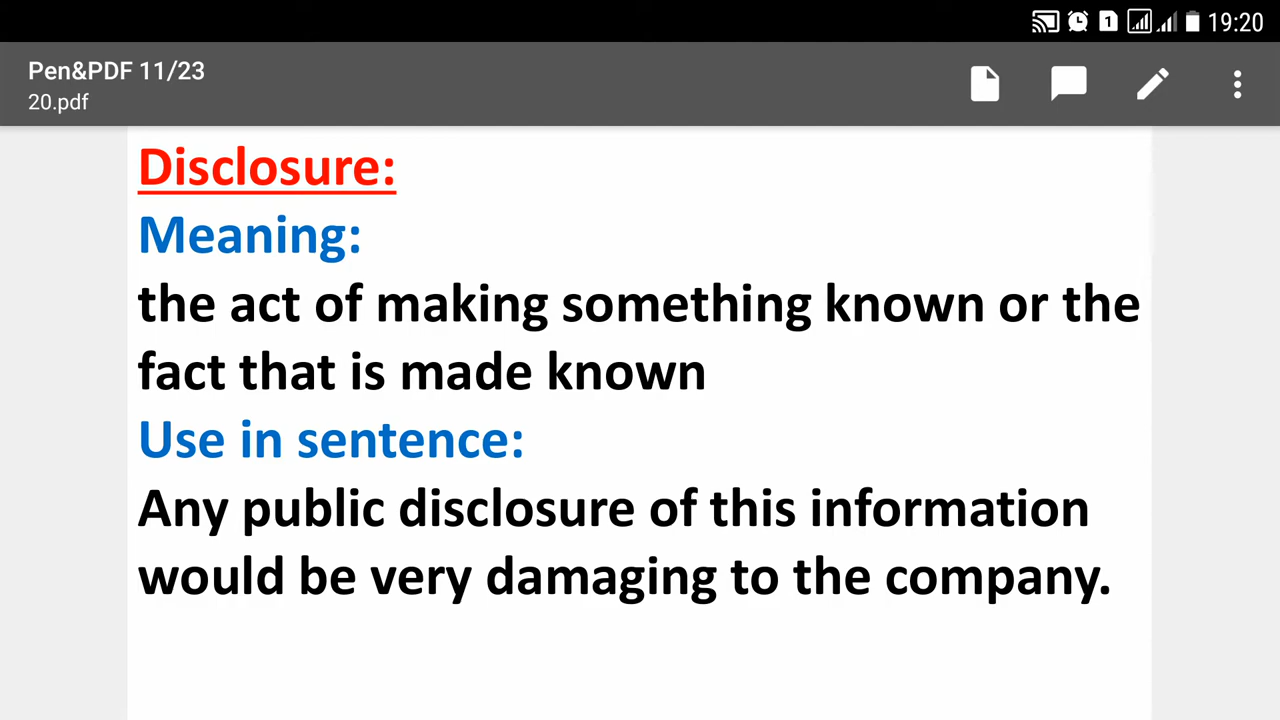 19:20
Pen&PDF 11/23
20.pdf
Disclosure:
Meaning:
the act of making something known or the
fact that is made known
Use in sentence:
Any public disclosure of this information
would be very damaging to the company.